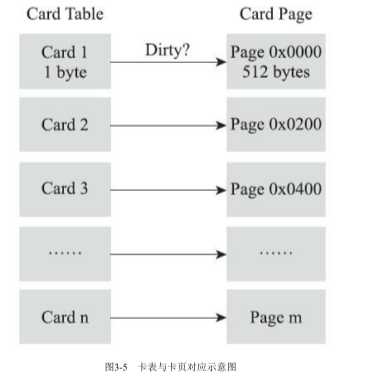 Card Table
Card Page
Card 1
1 byte
Dirty?
Page 0x0000
512 bytes
Card 2
Page 0x0200
Card 3
Page 0x0400
……
……
Card n
Page m
图3-5 卡表与卡页对应示意图